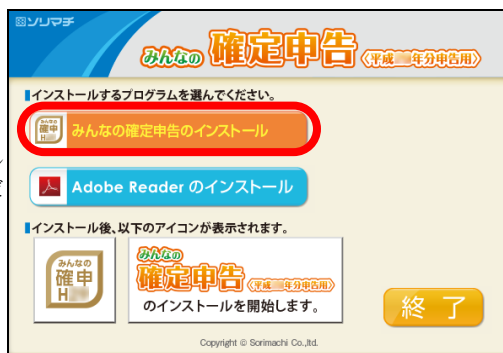 ソリマチ
みんなの 確定申告 〈平成 年分申告用〉
インストールするプログラムを選んでください。
みんなの
確申
H
みんなの確定申告のインストール
Adobe Reader のインストール
インストール後、以下のアイコンが表示されます。
みんなの
確申
H
みんなの
確定申告 〈平成 年分申告用〉
のインストールを開始します。
終 了
Copyright © Sorimachi Co.,ltd.